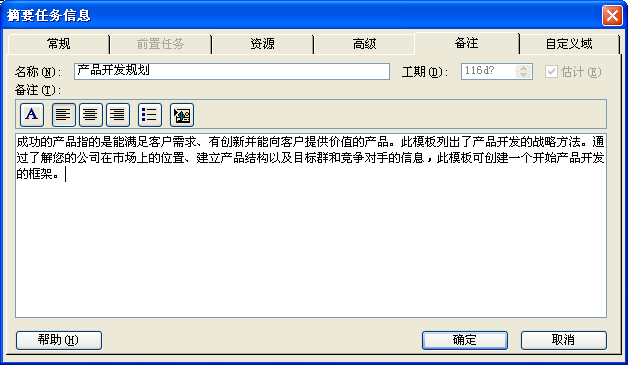 摘要任务信息
常规 前置任务 资源 高级 备注 自定义域
名称(N): 产品开发规划 工期(D): 116d? 估计(E)
备注(T):
A
成功的产品指的是能满足客户需求、有创新并能向客户提供价值的产品。此模板列出了产品开发的战略方法。通
过了解您的公司在市场上的位置、建立产品结构以及目标群和竞争对手的信息，此模板可创建一个开始产品开发
的框架。
帮助(H) 确定 取消